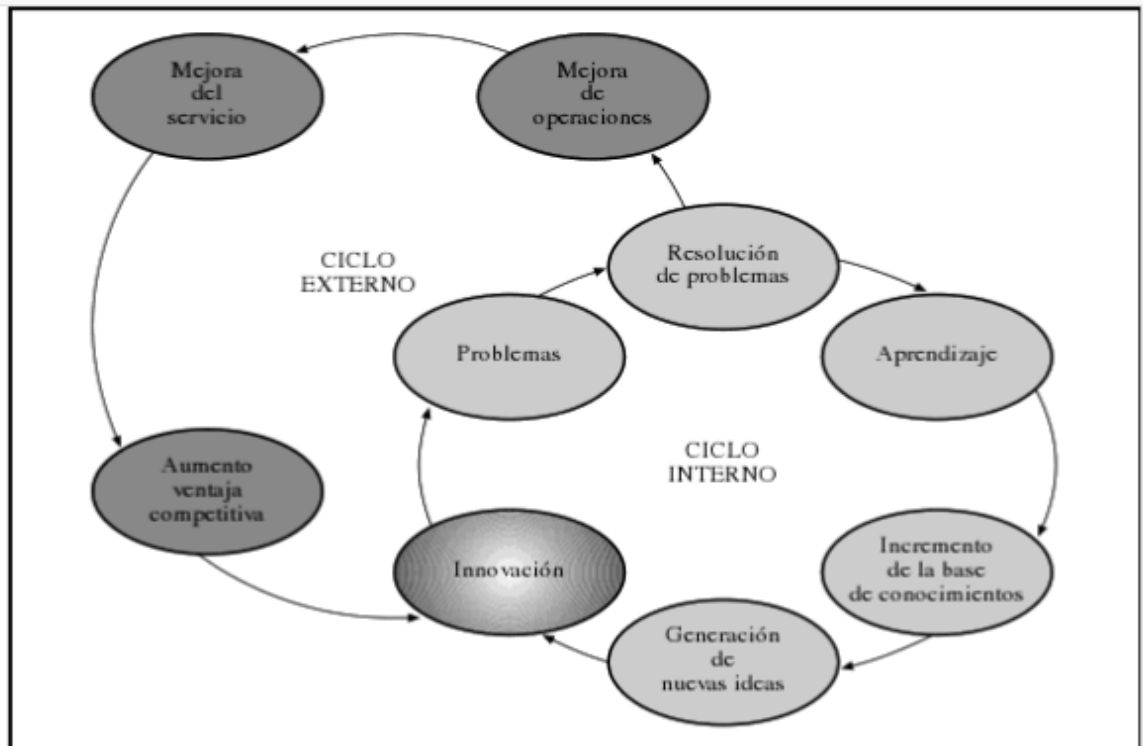 Mejora
del
servicio
Mejora
de
operaciones
Resolución
de problemas
CICLO
EXTERNO
Problemas
Aprendizaje
CICLO
INTERNO
Aumento
ventaja
competitiva
Innovación
Incremento
de la base
de conocimientos
Generación
de
nuevas ideas